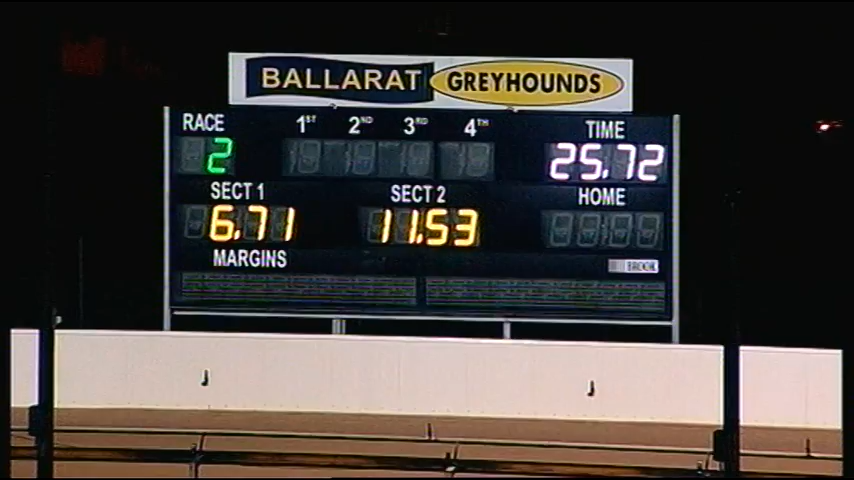 BALLARAT GREYHOUNDS
RACE 1ST 2ND 3RD 4TH TIME
2 25.72
SECT 1 SECT 2 HOME
6.71 11.53
MARGINS